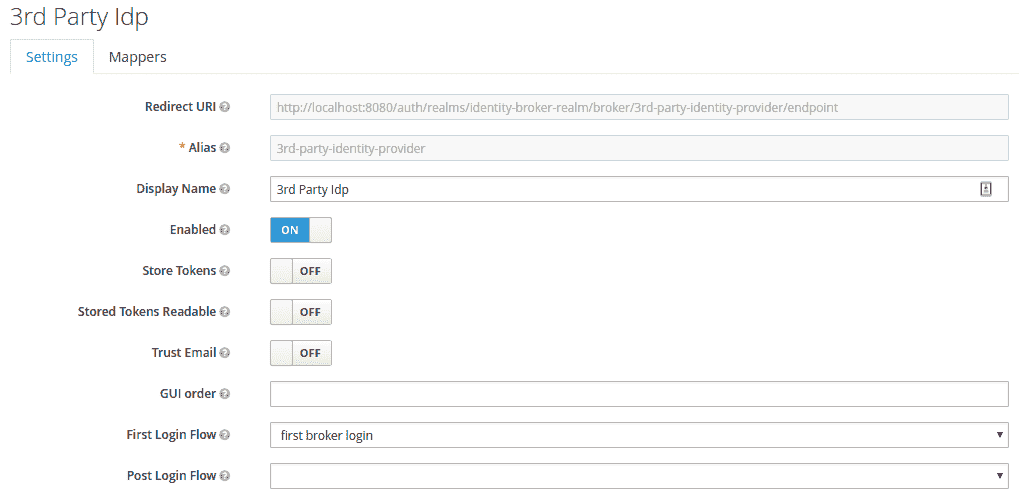 3rd Party Idp
Settings Mappers
Redirect URI http://localhost:8080/auth/realms/identity-broker-realm/broker/3rd-party-identity-provider/endpoint
* Alias 3rd-party-identity-provider
Display Name 3rd Party Idp
Enabled ON
Store Tokens OFF
Stored Tokens Readable OFF
Trust Email OFF
GUI order
First Login Flow first broker login
Post Login Flow